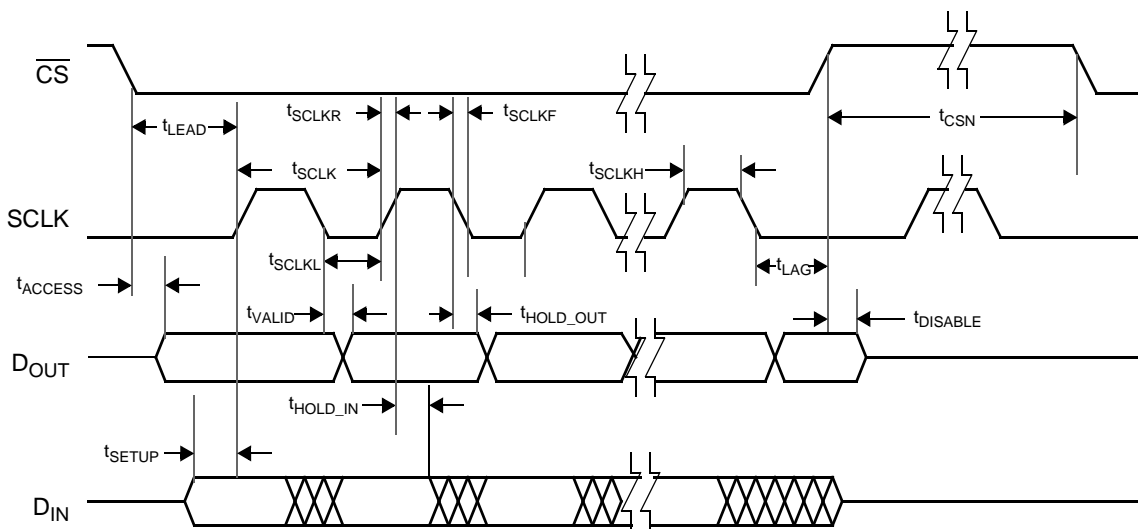 CS
tLEAD
tSCLKR
tSCLKF
tCSN
tSCLK
tSCLKH
SCLK
tSCLKL
tLAG
tACCESS
tVALID
tHOLD_OUT
tDISABLE
DOUT
tHOLD_IN
tSETUP
DIN